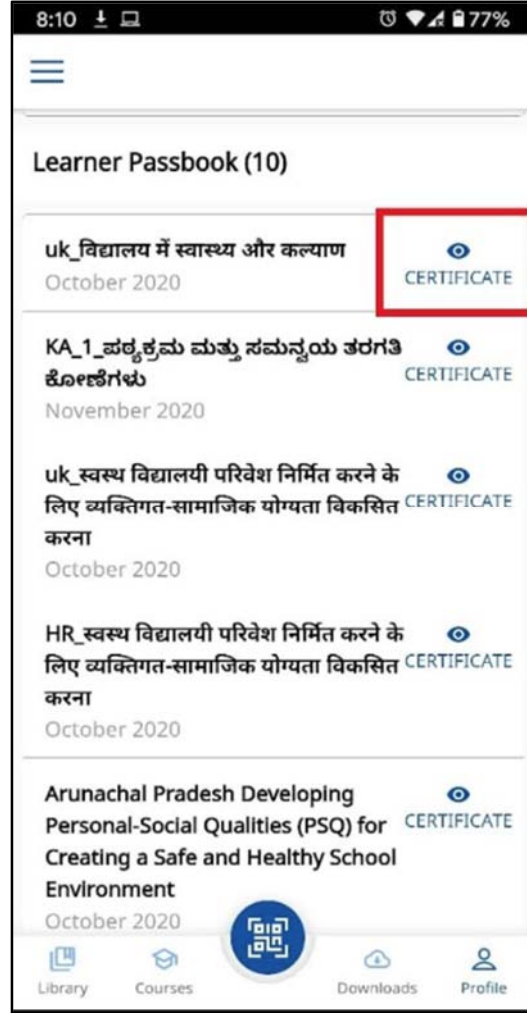 8:10 77%
Learner Passbook (10)
uk_विद्यालय में स्वास्थ्य और कल्याण
October 2020
CERTIFICATE
KA_1_ಪಠ್ಯಕ್ರಮ ಮತ್ತು ಸಮನ್ವಯ ತರಗತಿ
ಕೋಣೆಗಳು
November 2020
CERTIFICATE
uk_स्वस्थ विद्यालयी परिवेश निर्मित करने के
लिए व्यक्तिगत-सामाजिक योग्यता विकसित
करना
October 2020
CERTIFICATE
HR_स्वस्थ विद्यालयी परिवेश निर्मित करने के
लिए व्यक्तिगत-सामाजिक योग्यता विकसित
करना
October 2020
CERTIFICATE
Arunachal Pradesh Developing
Personal-Social Qualities (PSQ) for
Creating a Safe and Healthy School
Environment
October 2020
CERTIFICATE
Library Courses Downloads Profile